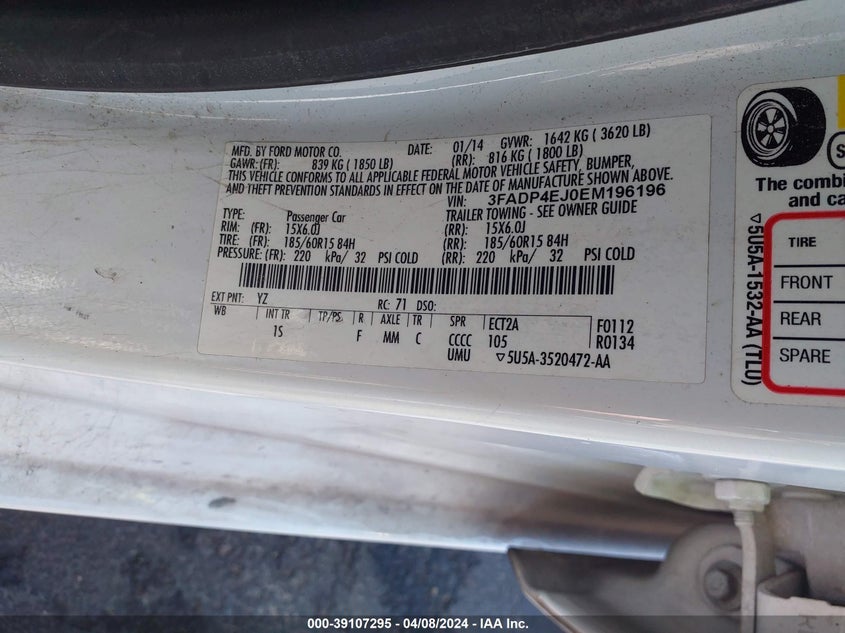 MFD. BY FORD MOTOR CO. DATE: 01/14 GVWR: 1642 KG ( 3620 LB)
GAWR: (FR): 839 KG ( 1850 LB) (RR): 816 KG ( 1800 LB)
THIS VEHICLE CONFORMS TO ALL APPLICABLE FEDERAL MOTOR VEHICLE SAFETY, BUMPER,
AND THEFT PREVENTION STANDARDS IN EFFECT ON THE DATE OF MANUFACTURE SHOWN ABOVE.
VIN: 3FADP4EJ0EM196196
TYPE: Passenger Car TRAILER TOWING - SEE OWNER GUIDE
RIM: (FR): 15X6.0J (RR): 15X6.0J
TIRE: (FR): 185/60R15 84H (RR): 185/60R15 84H
PRESSURE: (FR): 220 kPa/ 32 PSI COLD (RR): 220 kPa/ 32 PSI COLD
EXT PNT: YZ RC: 71 DSO:
WB INT TR TP/PS R AXLE TR SPR ECT2A F0112
1S F MM C CCCC 105 R0134
UMU ▽5U5A-3520472-AA
The combi
and ca
▽5U5A-1532-AA (TLU)
TIRE
FRONT
REAR
SPARE
000-39107295 - 04/08/2024 - IAA Inc.